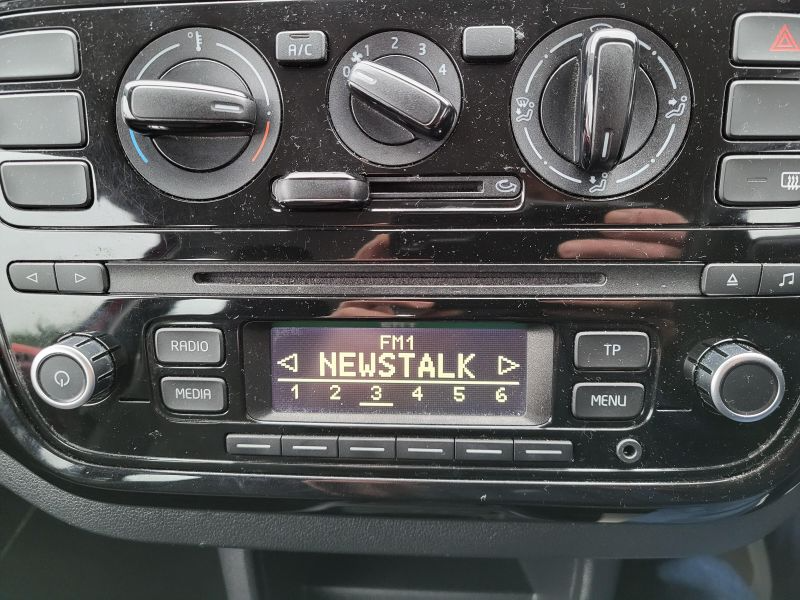 A/C
0 1 2 3 4
RADIO
MEDIA
FM1
NEWSTALK
1 2 3 4 5 6
TP
MENU